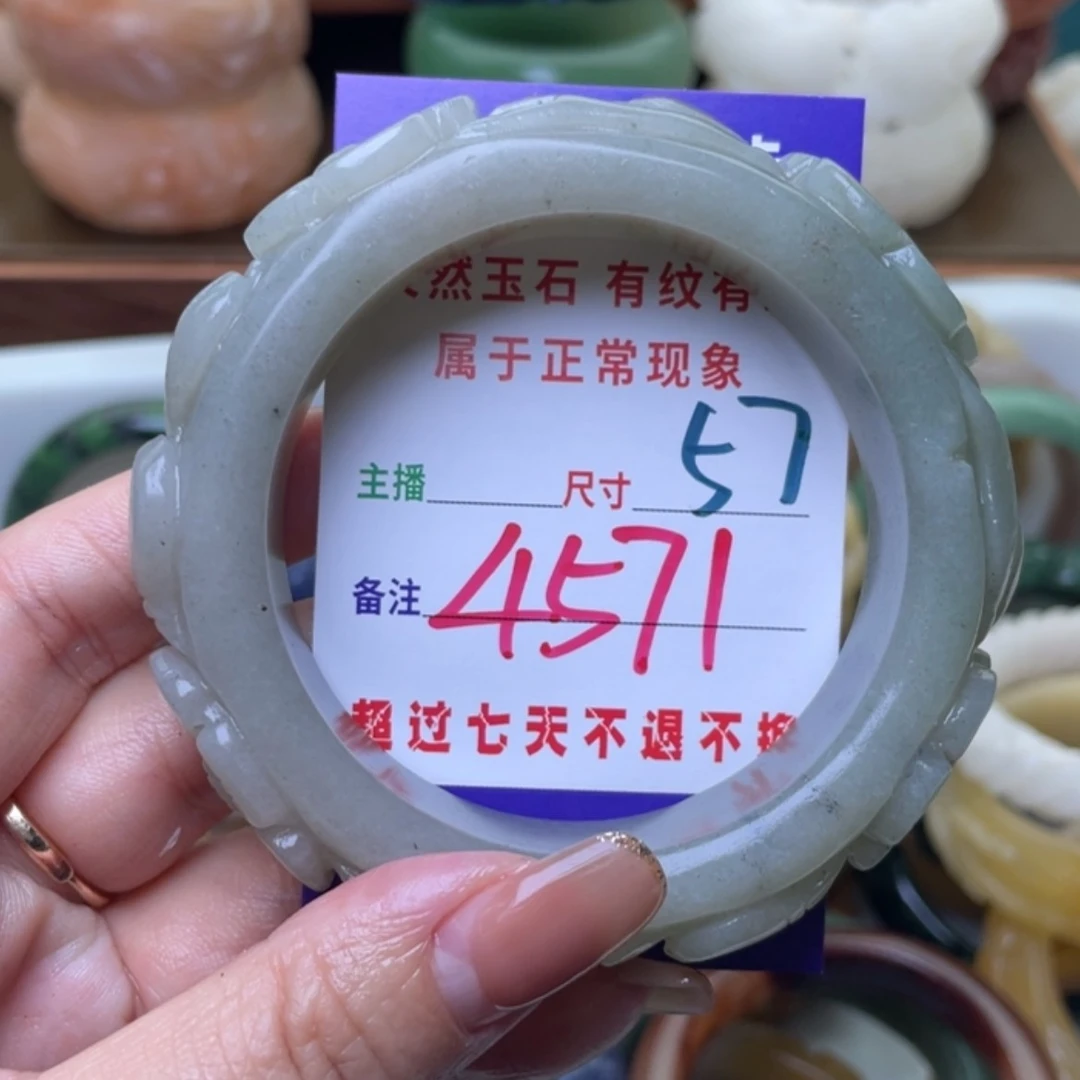 然玉石 有纹有
属于正常现象
主播 尺寸 57
备注 4571
超过七天不退不换